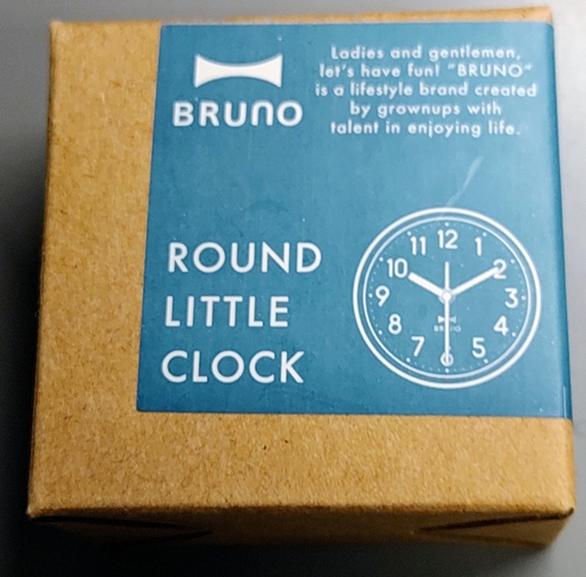 BRUNO
Ladies and gentlemen,
let's have fun! "BRUNO"
is a lifestyle brand created
by grownups with
talent in enjoying life.
ROUND
LITTLE
CLOCK
11 12 1
10 2
9 3
BRUNO
8 4
7 6 5